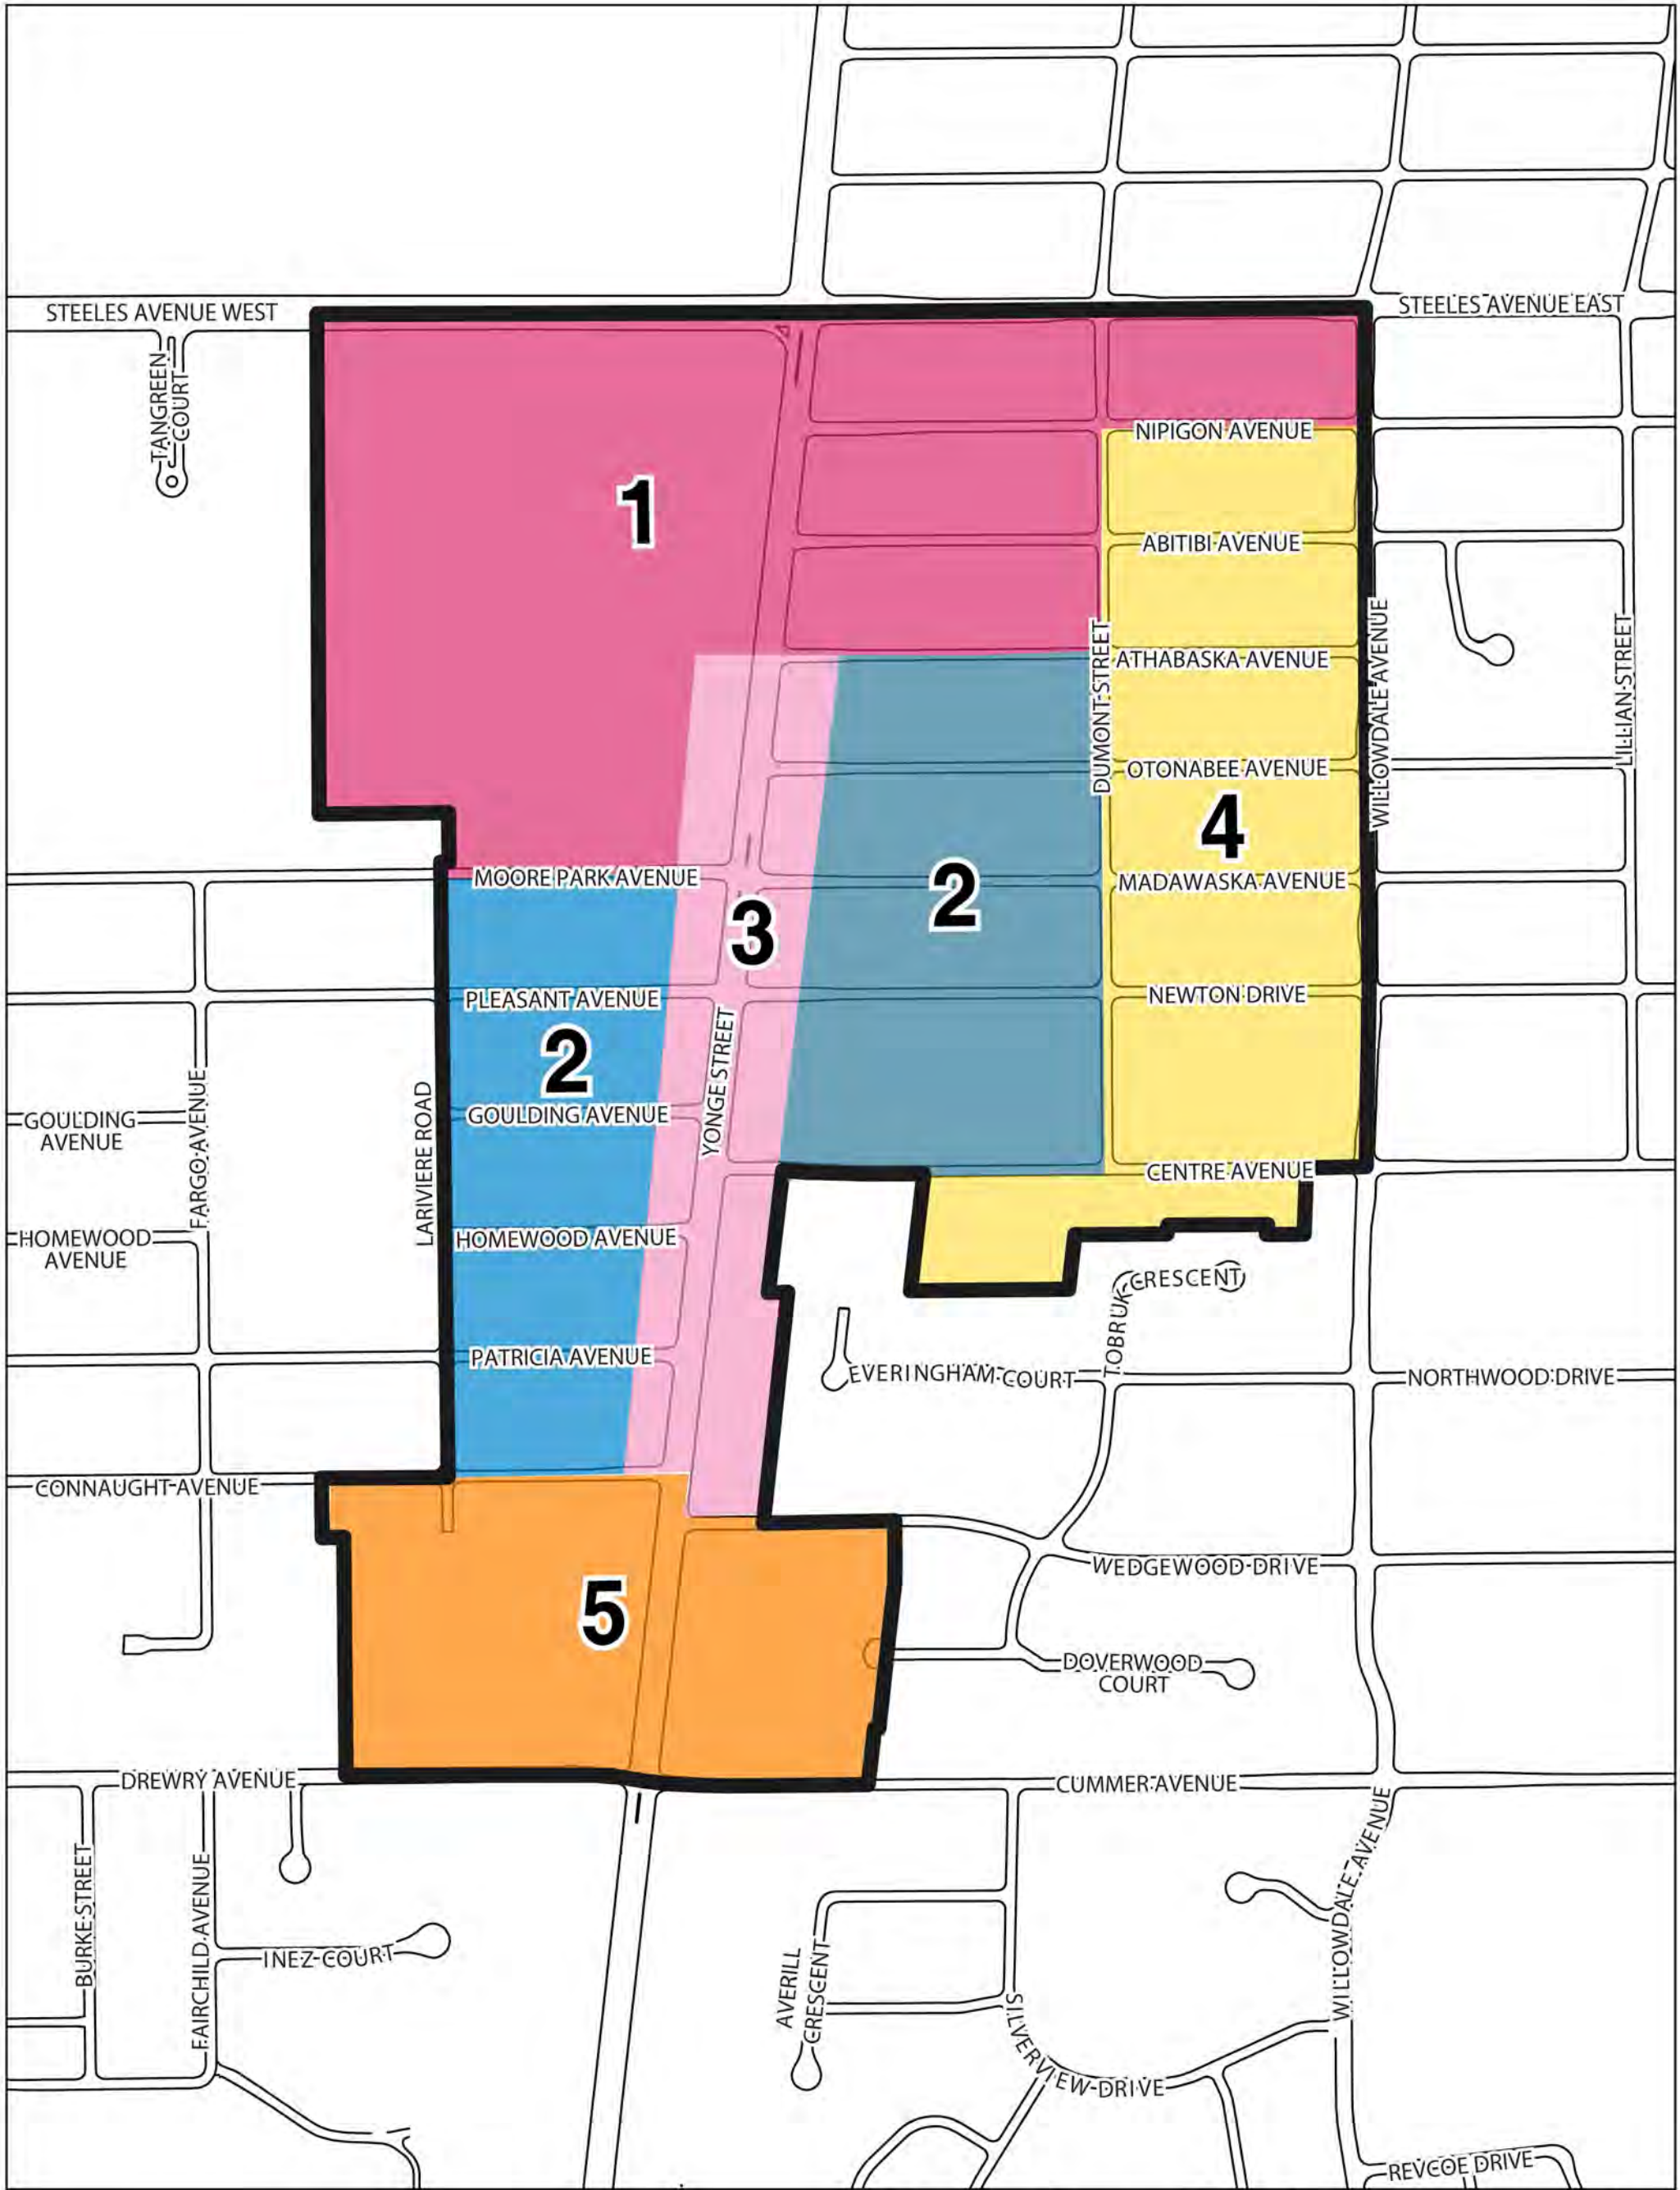 STEELES AVENUE WEST
STEELES AVENUE EAST
TANGREEN
COURT
NIPIGON AVENUE
1
ABITIBI AVENUE
DUMONT STREET
ATHABASKA AVENUE
WILLOWDALE AVENUE
LILLIAN STREET
OTONABEE AVENUE
4
MOORE PARK AVENUE
2
MADAWASKA AVENUE
3
PLEASANT AVENUE
NEWTON DRIVE
2
YONGE STREET
GOULDING
AVENUE
FARGO AVENUE
LARIVIERE ROAD
GOULDING AVENUE
CENTRE AVENUE
HOMEWOOD
AVENUE
HOMEWOOD AVENUE
TOBRUK
CRESCENT
PATRICIA AVENUE
EVERINGHAM COURT
NORTHWOOD DRIVE
CONNAUGHT AVENUE
WEDGEWOOD DRIVE
5
DOVERWOOD
COURT
DREWRY AVENUE
CUMMER AVENUE
BURKE STREET
FAIRCHILD AVENUE
INEZ COURT
AVERILL
CRESCENT
WILLOWDALE AVENUE
SILVERVIEW DRIVE
REVCOE DRIVE